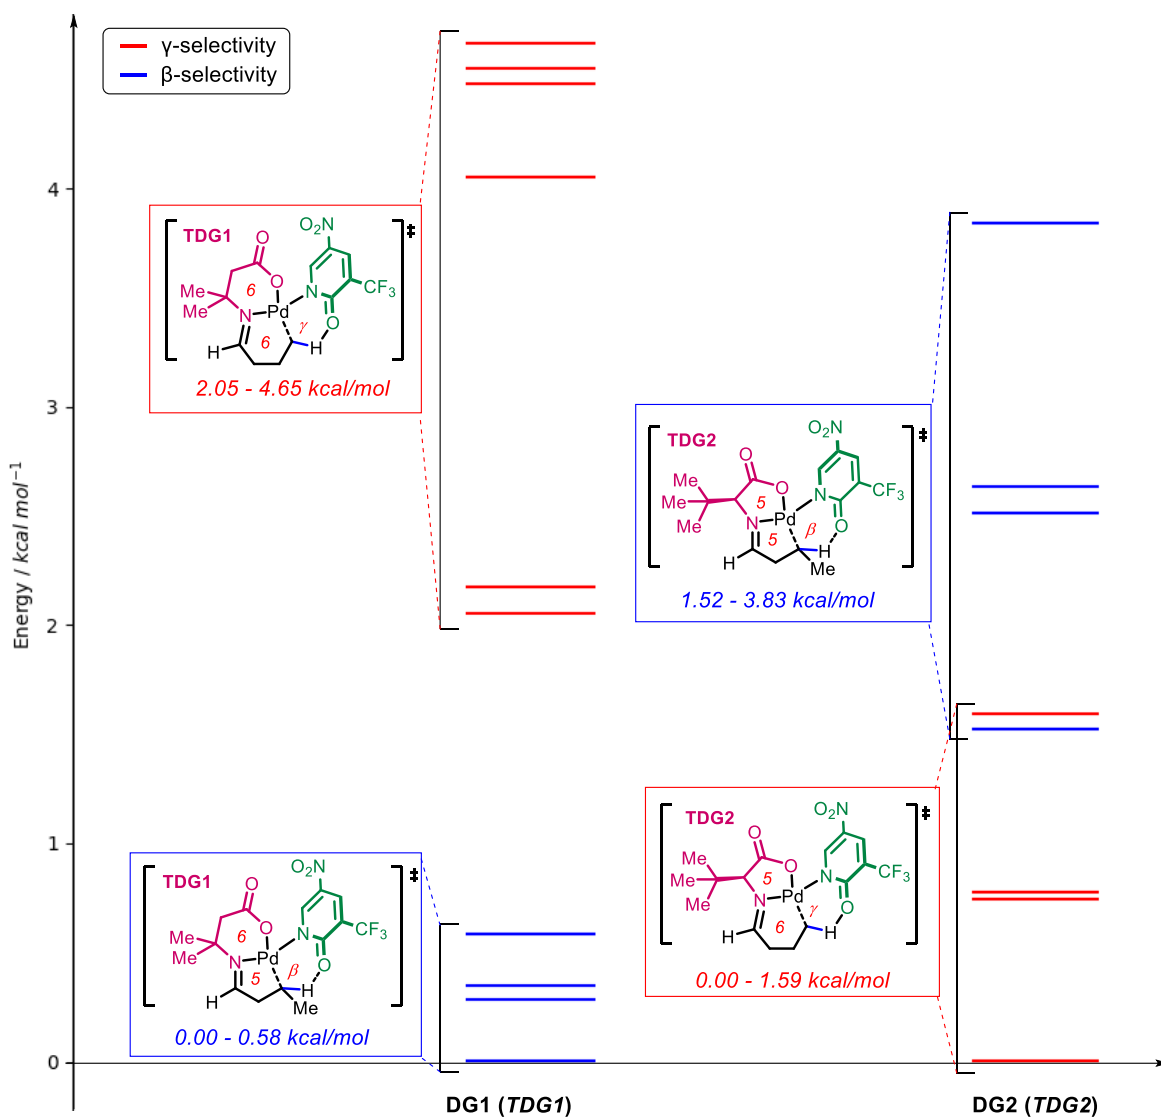 γ-selectivity
β-selectivity
Energy / kcal mol−1
4
3
2
1
0
TDG1
O
O
Me
Me
6
N
Pd
6
γ
H
H
O2N
N
CF3
O
‡
2.05 - 4.65 kcal/mol
TDG2
O
O
Me
Me
Me
5
N
Pd
5
β
H
H
Me
O2N
N
CF3
O
‡
1.52 - 3.83 kcal/mol
TDG1
O
O
Me
Me
6
N
Pd
5
β
H
H
Me
O2N
N
CF3
O
‡
0.00 - 0.58 kcal/mol
TDG2
O
O
Me
Me
Me
5
N
Pd
6
γ
H
H
O2N
N
CF3
O
‡
0.00 - 1.59 kcal/mol
DG1 (TDG1)
DG2 (TDG2)